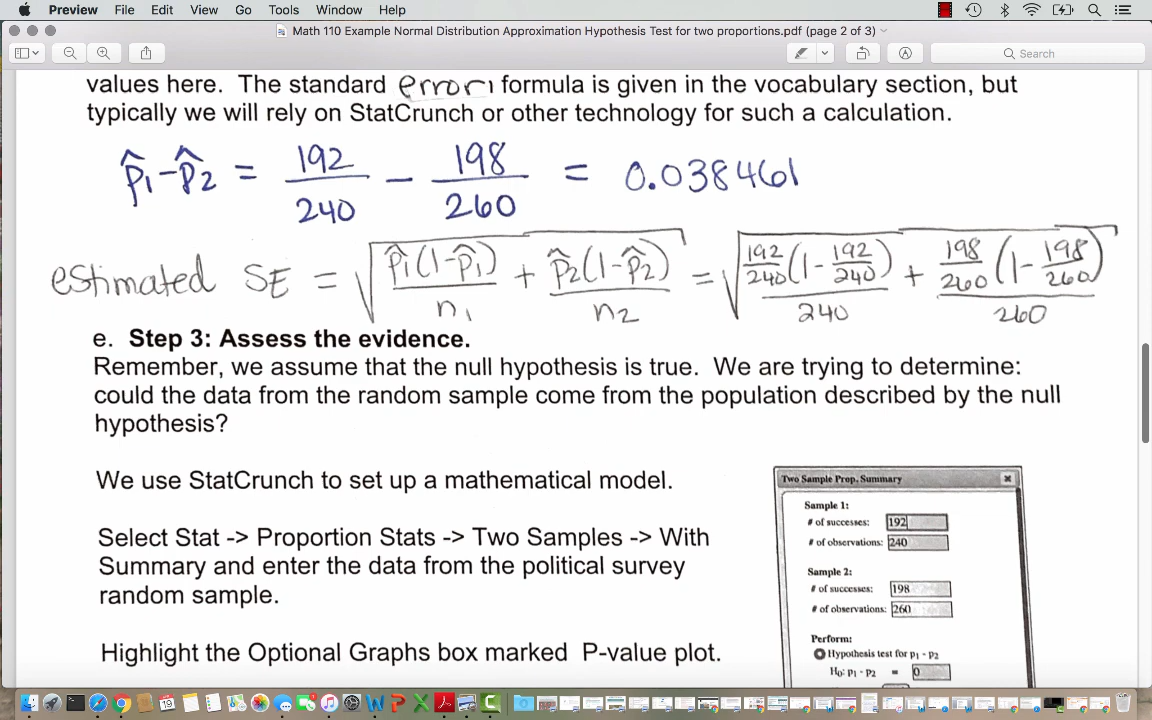 Preview File Edit View Go Tools Window Help
Math 110 Example Normal Distribution Approximation Hypothesis Test for two proportions.pdf (page 2 of 3)
Search
values here. The standard error formula is given in the vocabulary section, but
typically we will rely on StatCrunch or other technology for such a calculation.
p̂₁-p̂₂ = 192/240 - 198/260 = 0.038461
estimated SE = √(p̂₁(1-p̂₁)/n₁ + p̂₂(1-p̂₂)/n₂) = √(192/240(1-192/240)/240 + 198/260(1-198/260)/260)
e. Step 3: Assess the evidence.
Remember, we assume that the null hypothesis is true. We are trying to determine:
could the data from the random sample come from the population described by the null
hypothesis?
We use StatCrunch to set up a mathematical model.
Select Stat -> Proportion Stats -> Two Samples -> With
Summary and enter the data from the political survey
random sample.
Highlight the Optional Graphs box marked P-value plot.
Two Sample Prop. Summary
Sample 1:
# of successes: 192
# of observations: 240
Sample 2:
# of successes: 198
# of observations: 260
Perform:
Hypothesis test for p₁ - p₂
H₀: p₁ - p₂ = 0